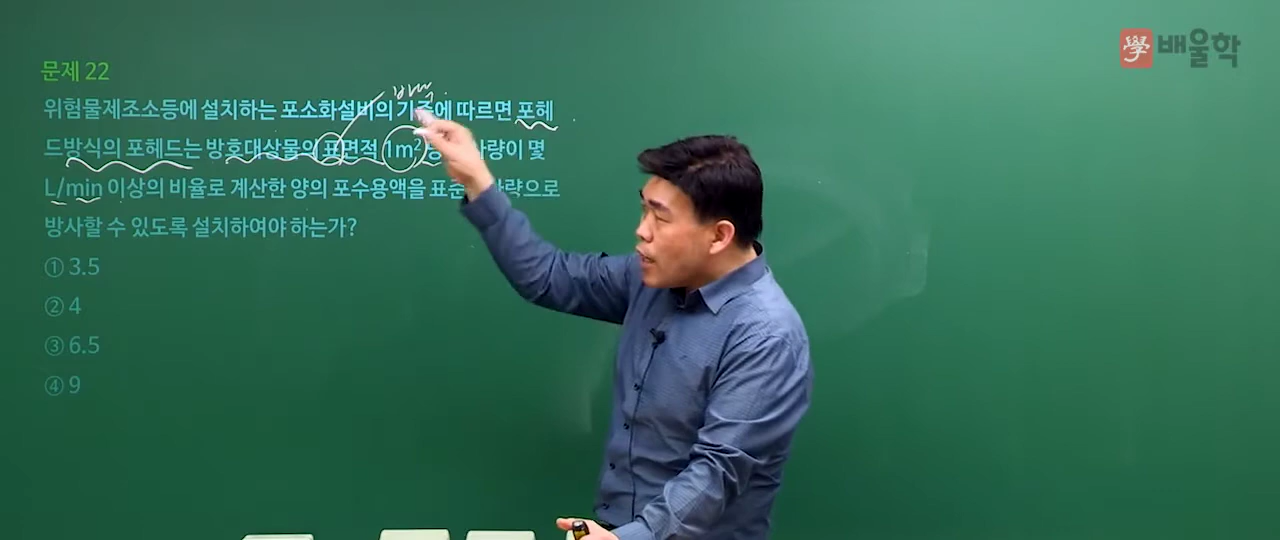 學 배울학
문제 22
위험물제조소등에 설치하는 포소화설비의 기준에 따르면 포헤
드방식의 포헤드는 방호대상물의 표면적 1m², 몇
L/min 이상의 비율로 계산한 양의 포수용액을
방사할 수 있도록 설치하여야 하는가?
① 3.5
② 4
③ 6.5
④ 9